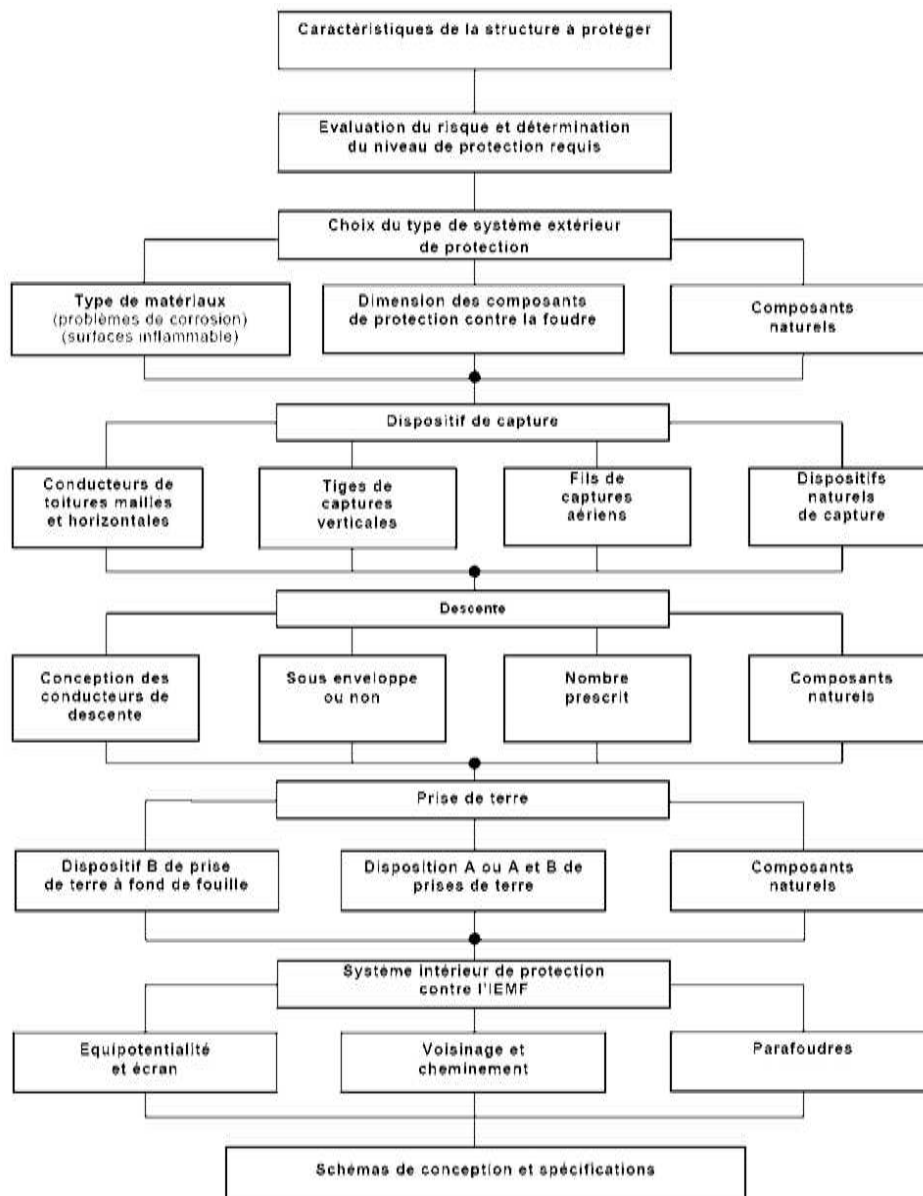 Caractéristiques de la structure à protéger
Evaluation du risque et détermination
du niveau de protection requis
Choix du type de système extérieur
de protection
Type de matériaux
(problèmes de corrosion)
(surfaces inflammable)
Dimension des composants
de protection contre la foudre
Composants
naturels
Dispositif de capture
Conducteurs de
toitures mailles
et horizontales
Tiges de
captures
verticales
Fils de
captures
aériens
Dispositifs
naturels
de capture
Descente
Conception des
conducteurs de
descente
Sous enveloppe
ou non
Nombre
prescrit
Composants
naturels
Prise de terre
Dispositif B de prise
de terre à fond de fouille
Disposition A ou A et B de
prises de terre
Composants
naturels
Système intérieur de protection
contre l'IEMF
Equipotentialité
et écran
Voisinage et
cheminement
Parafoudres
Schémas de conception et spécifications